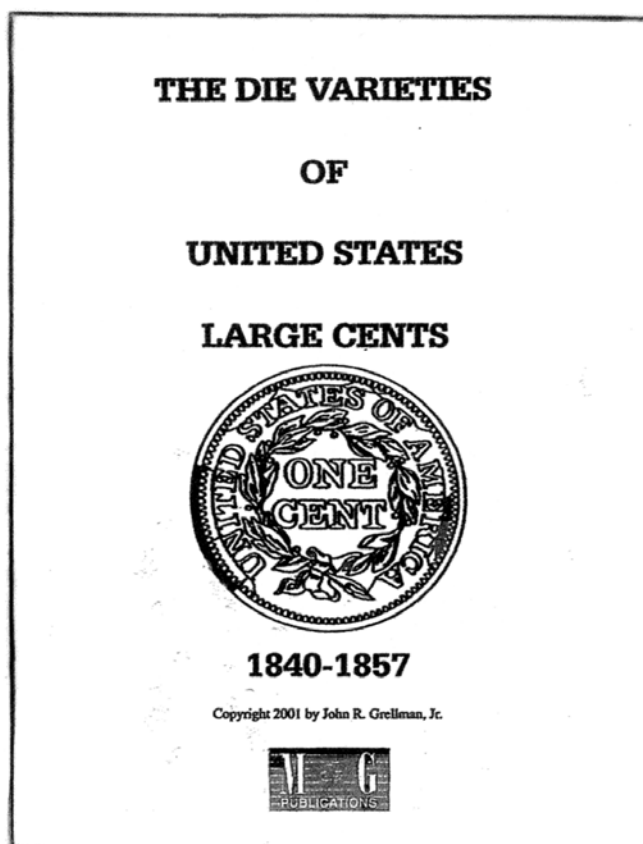 THE DIE VARIETIES
OF
UNITED STATES
LARGE CENTS
UNITED STATES OF AMERICA
ONE
CENT
1840-1857
Copyright 2001 by John R. Grellman, Jr.
M G
PUBLICATIONS